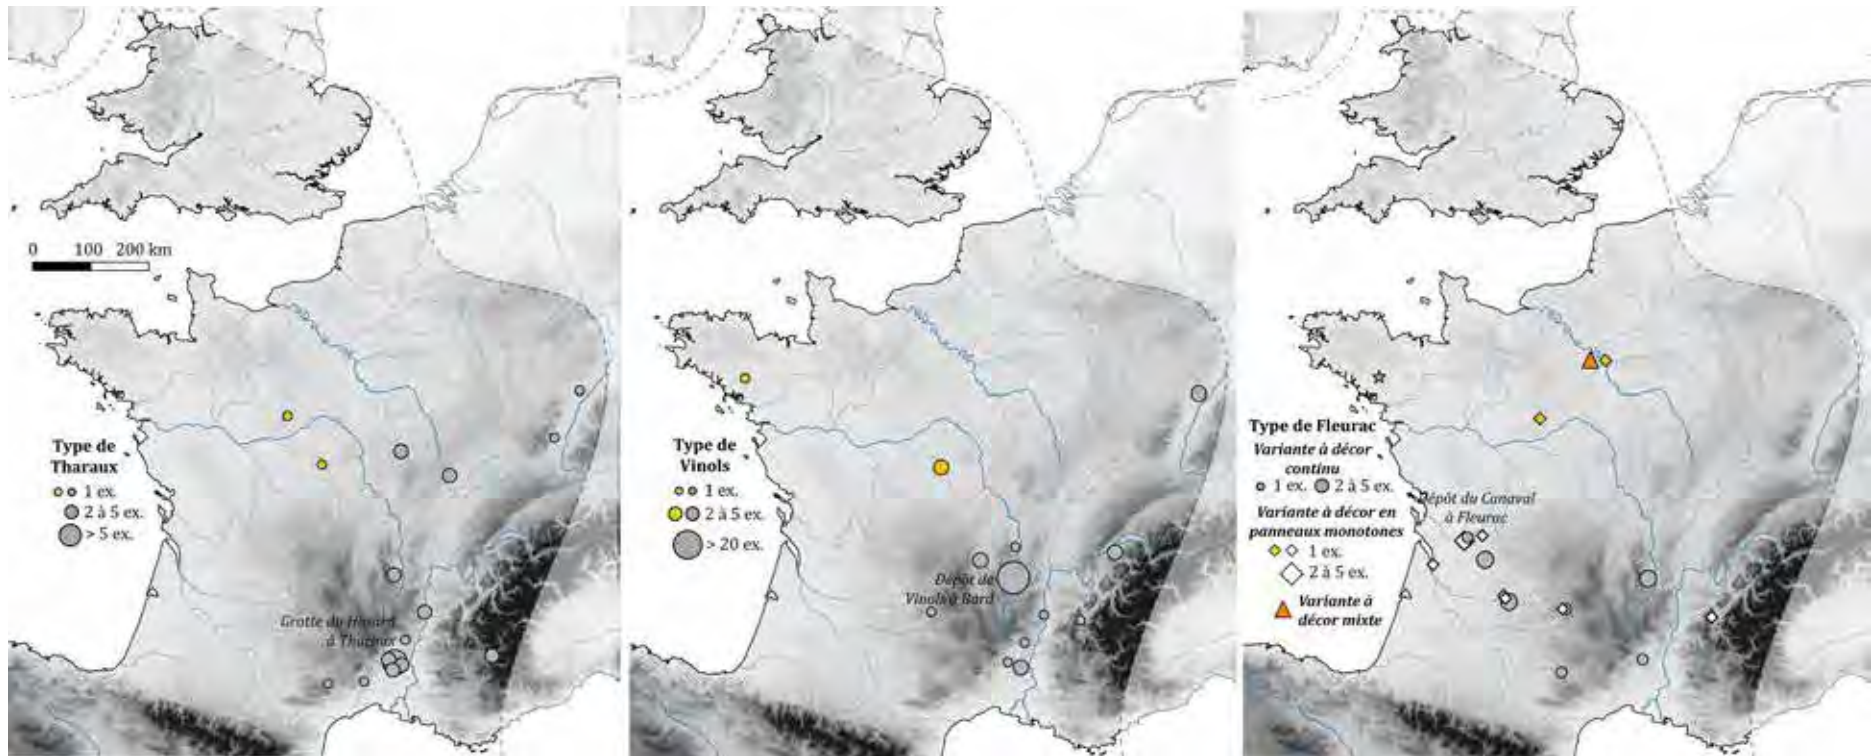 0 100 200 km
Type de
Tharaux
1 ex.
2 à 5 ex.
> 5 ex.
Grotte du Hasard
à Tharaux
Type de
Vinols
1 ex.
2 à 5 ex.
> 20 ex.
Dépôt de
Vinols à Bard
Type de Fleurac
Variante à décor
continu
1 ex. 2 à 5 ex.
Dépôt du Canaval
à Fleurac
Variante à décor en
panneaux monotones
1 ex.
2 à 5 ex.
Variante à
décor mixte